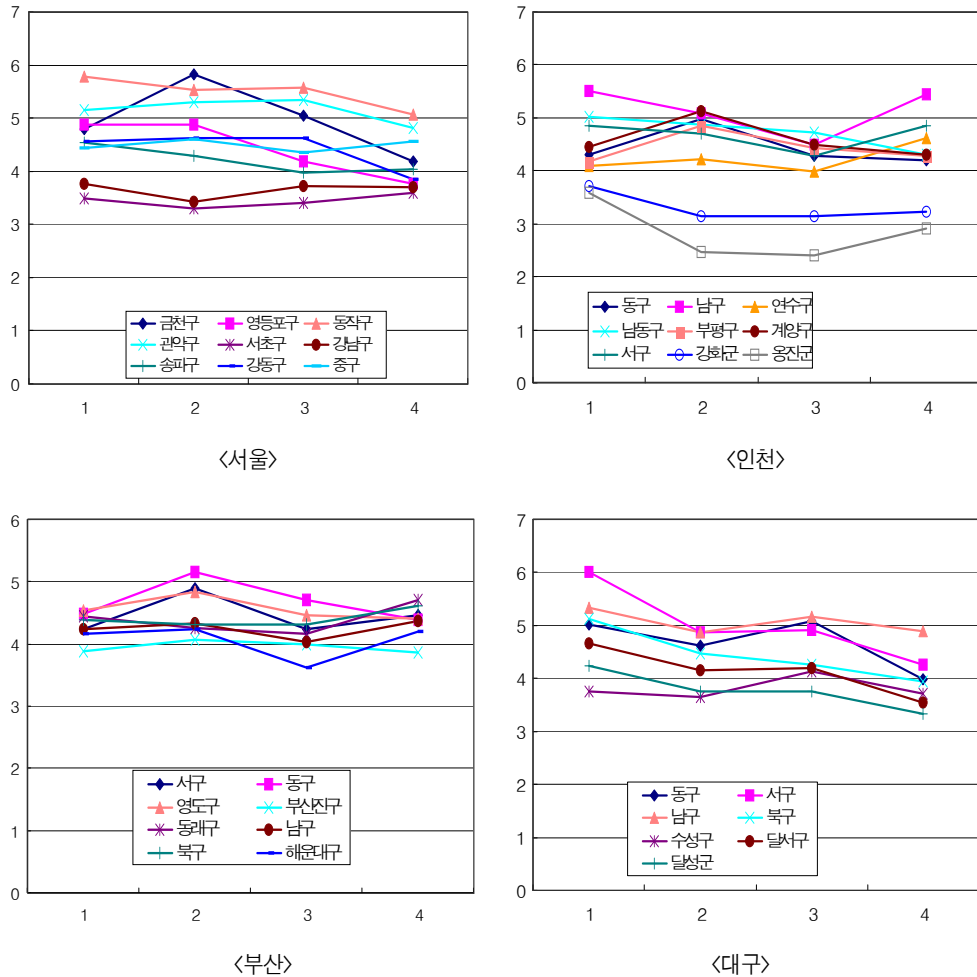 7
6
5
4
3
2
1
0
1 2 3 4
금천구 영등포구 동작구
관악구 서초구 강남구
송파구 강동구 중구
<서울>
7
6
5
4
3
2
1
0
1 2 3 4
동구 남구 연수구
남동구 부평구 계양구
서구 강화군 옹진군
<인천>
6
5
4
3
2
1
0
1 2 3 4
서구 동구
영도구 부산진구
동래구 남구
북구 해운대구
<부산>
7
6
5
4
3
2
1
0
1 2 3 4
동구 서구
남구 북구
수성구 달서구
달성군
<대구>